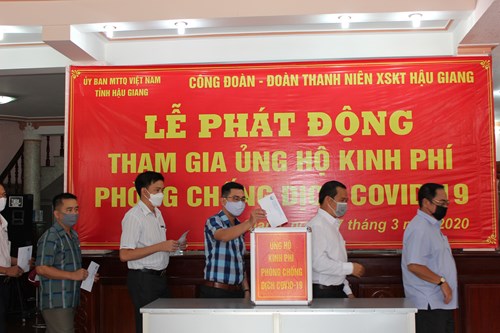 ỦY BAN MTTQ VIỆT NAM
TỈNH HẬU GIANG
CÔNG ĐOÀN - ĐOÀN THANH NIÊN XSKT HẬU GIANG
LỄ PHÁT ĐỘNG
THAM GIA ỦNG HỘ KINH PHÍ
PHÒNG CHỐNG DỊCH COVID-19
tháng 3 2020
ỦNG HỘ
KINH PHÍ
PHÒNG CHỐNG
DỊCH COVID-19